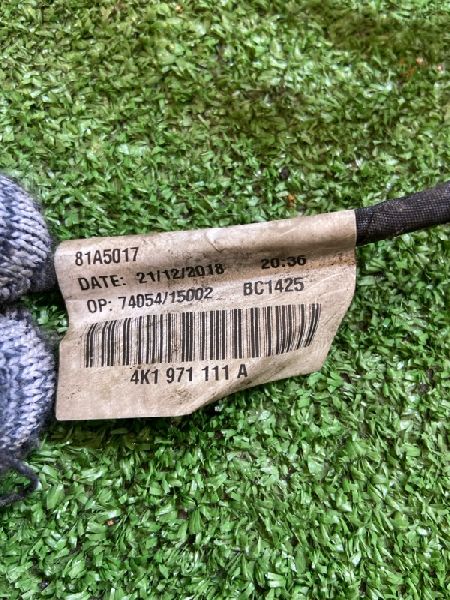 81A5017
DATE: 21/12/2018 20:36
OP: 74054/15002 BC1425
4K1 971 111 A